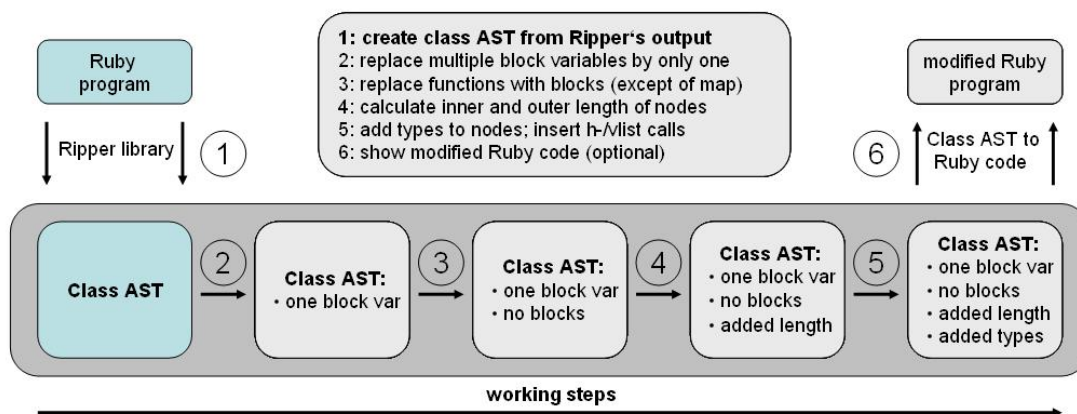 Ruby
program
1: create class AST from Ripper's output
2: replace multiple block variables by only one
3: replace functions with blocks (except of map)
4: calculate inner and outer length of nodes
5: add types to nodes; insert h-/vlist calls
6: show modified Ruby code (optional)
modified Ruby
program
Ripper library
1
6
Class AST to
Ruby code
Class AST
2
Class AST:
· one block var
3
Class AST:
· one block var
· no blocks
4
Class AST:
· one block var
· no blocks
· added length
5
Class AST:
· one block var
· no blocks
· added length
· added types
working steps